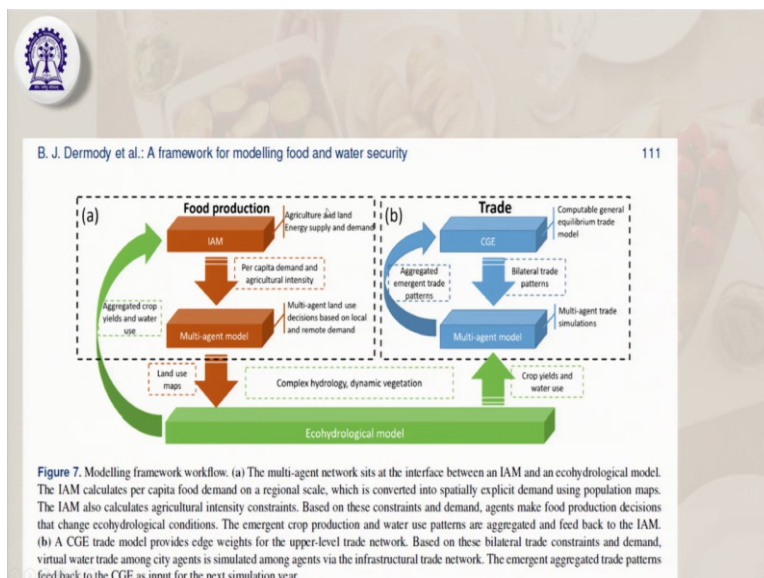 B. J. Dermody et al.: A framework for modelling food and water security
111
(a)
Food production
Agriculture and land
Energy supply and demand
IAM
Per capita demand and
agricultural intensity
Aggregated crop
yields and water
use
Multi-agent model
Multi-agent land use
decisions based on local
and remote demand
Land use
maps
(b)
Trade
Computable general
equilibrium trade
model
CGE
Aggregated
emergent trade
patterns
Bilateral trade
patterns
Multi-agent model
Multi-agent trade
simulations
Complex hydrology, dynamic vegetation
Crop yields and
water use
Ecohydrological model
Figure 7. Modelling framework workflow. (a) The multi-agent network sits at the interface between an IAM and an ecohydrological model.
The IAM calculates per capita food demand on a regional scale, which is converted into spatially explicit demand using population maps.
The IAM also calculates agricultural intensity constraints. Based on these constraints and demand, agents make food production decisions
that change ecohydrological conditions. The emergent crop production and water use patterns are aggregated and feed back to the IAM.
(b) A CGE trade model provides edge weights for the upper-level trade network. Based on these bilateral trade constraints and demand,
virtual water trade among city agents is simulated among agents via the infrastructural trade network. The emergent aggregated trade patterns
feed back to the CGE as input for the next simulation year.